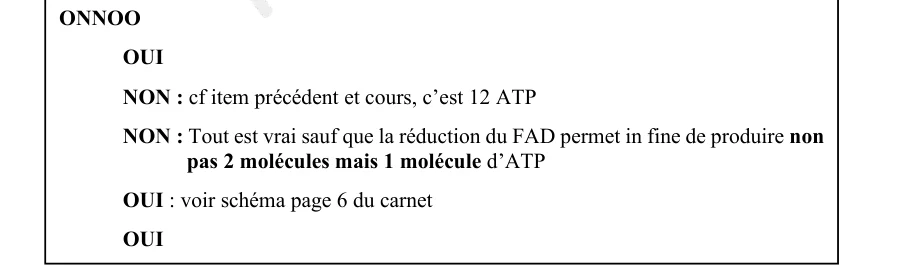 ONNOO
OUI
NON : cf item précédent et cours, c’est 12 ATP
NON : Tout est vrai sauf que la réduction du FAD permet in fine de produire non
pas 2 molécules mais 1 molécule d’ATP
OUI : voir schéma page 6 du carnet
OUI